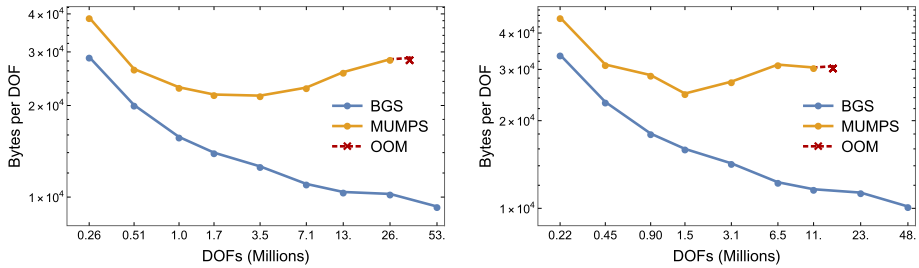 4×10⁴
3×10⁴
2×10⁴
1×10⁴
Bytes per DOF
BGS
MUMPS
OOM
0.26 0.51 1.0 1.7 3.5 7.1 13. 26. 53.
DOFs (Millions)
4×10⁴
3×10⁴
2×10⁴
1×10⁴
Bytes per DOF
BGS
MUMPS
OOM
0.22 0.45 0.90 1.5 3.1 6.5 11. 23. 48.
DOFs (Millions)